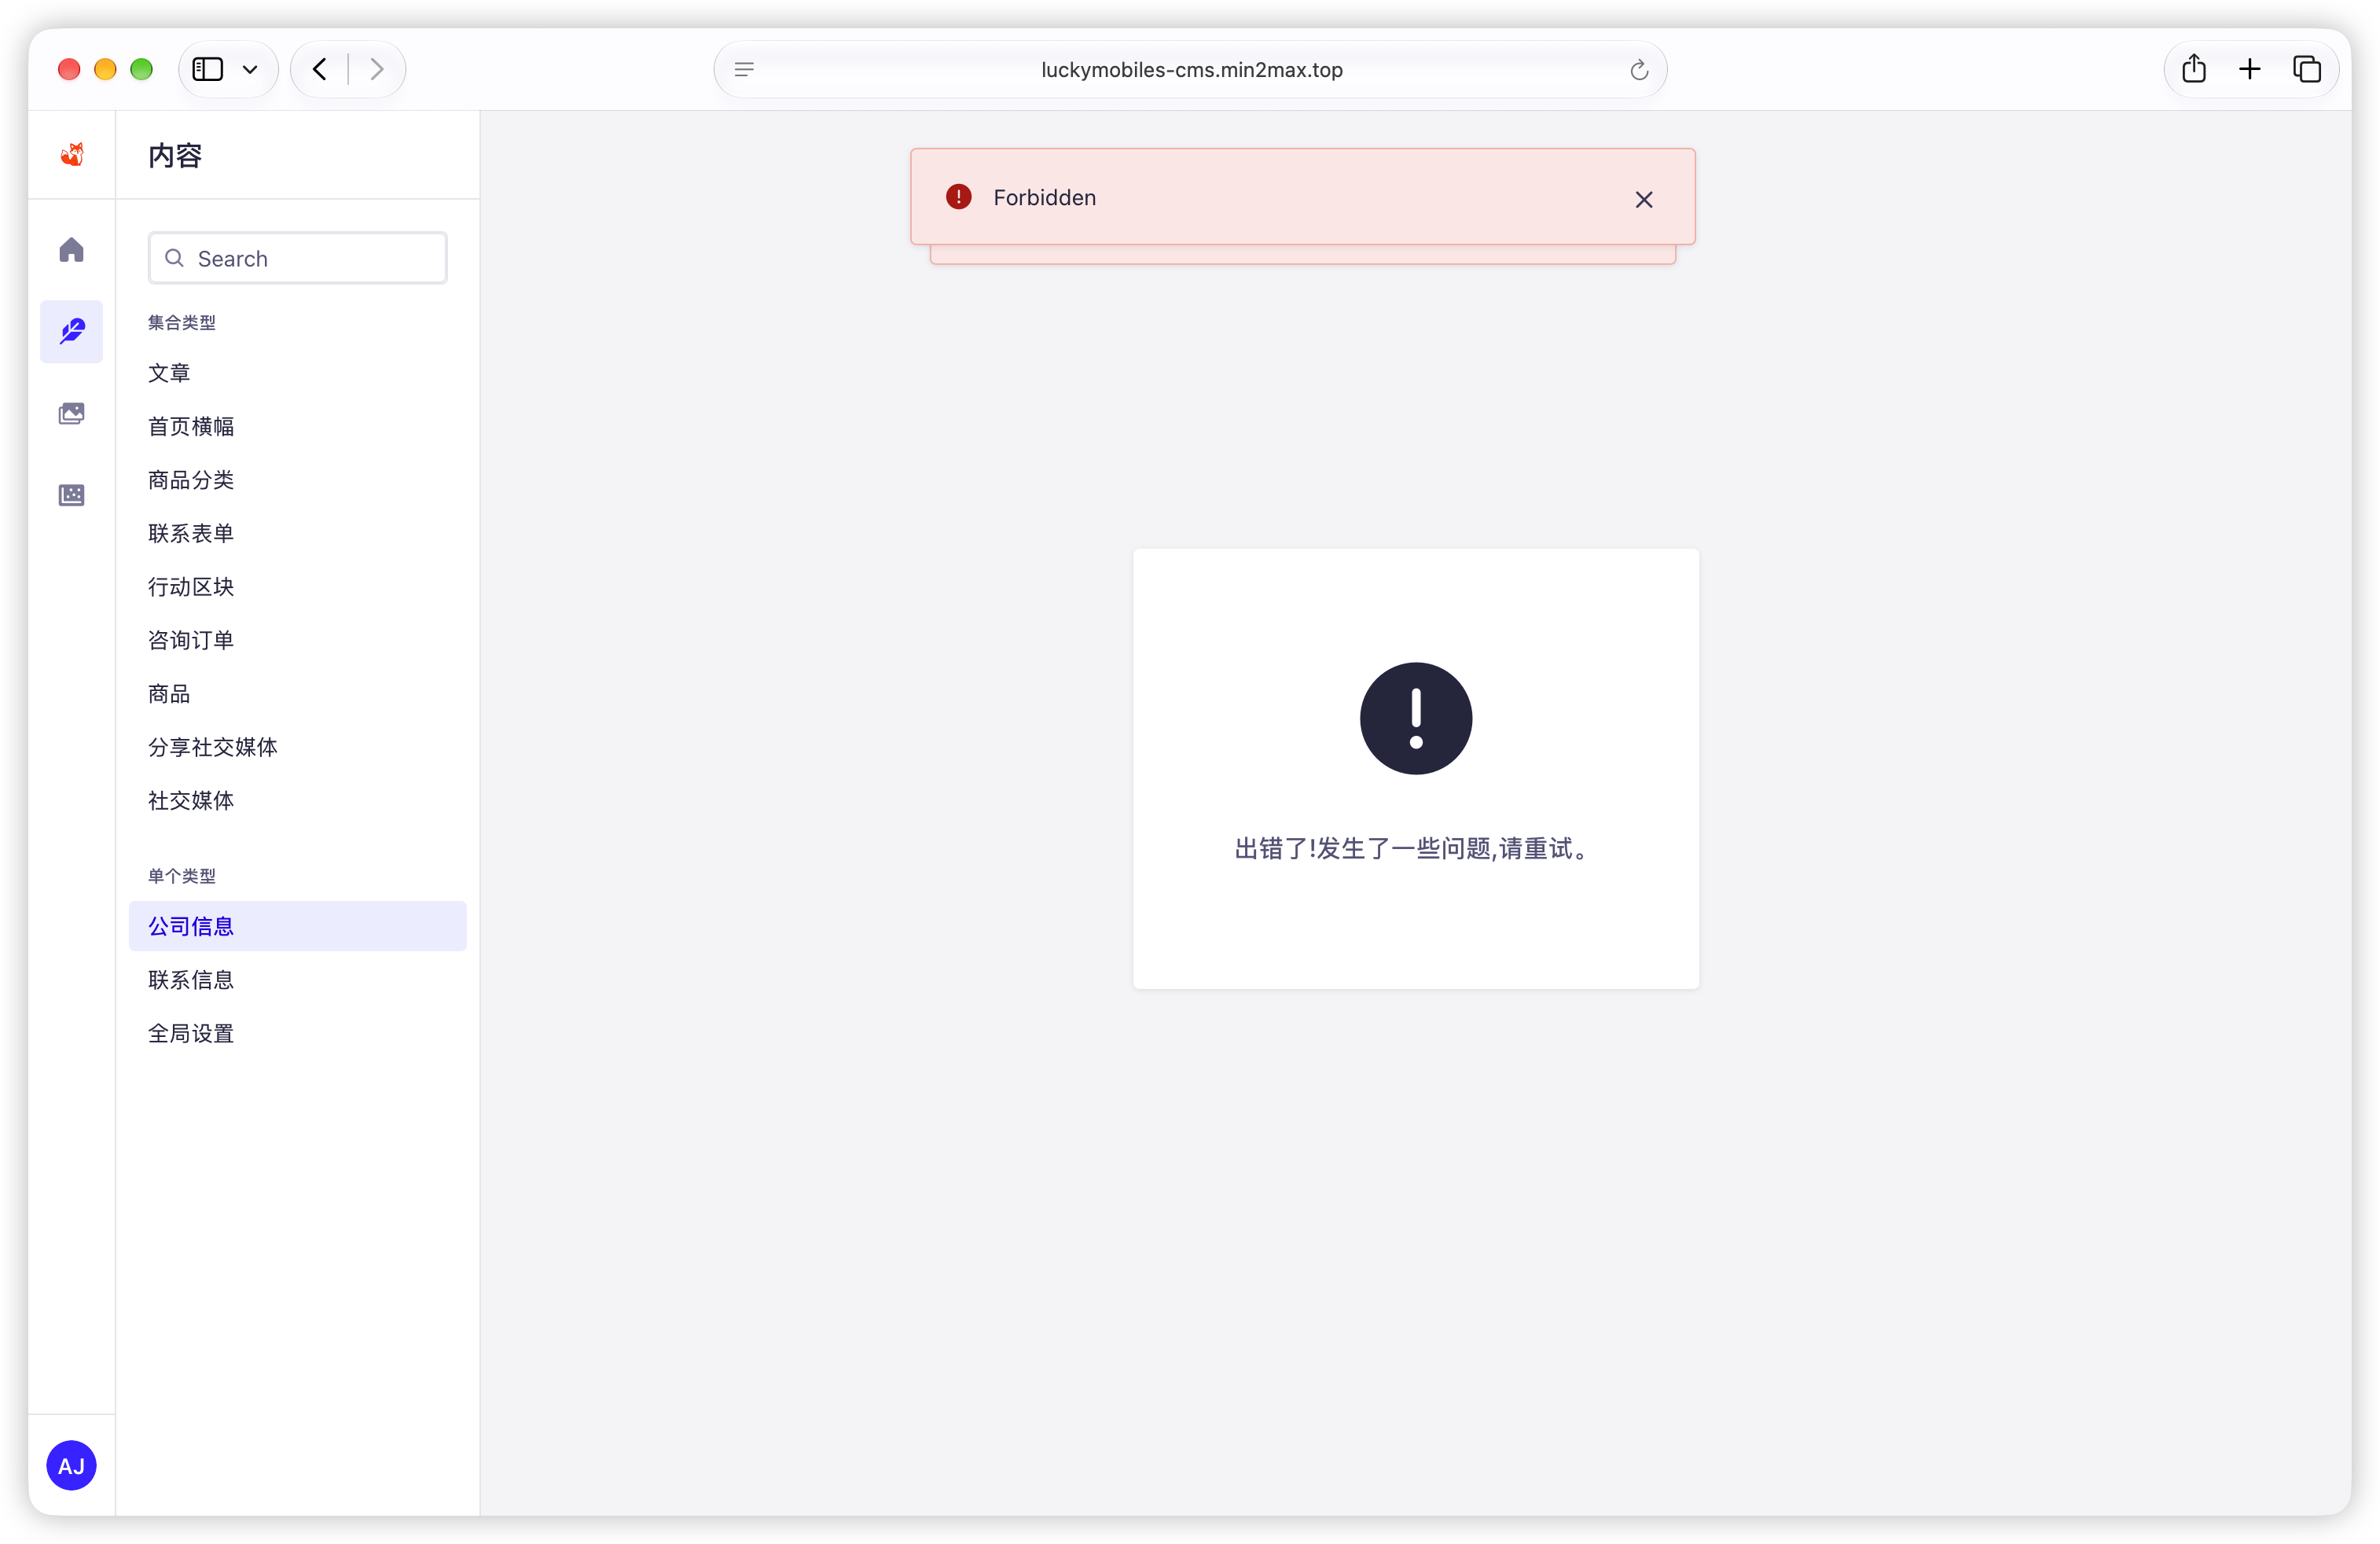 luckymobiles-cms.min2max.top
内容
Search
集合类型
文章
首页横幅
商品分类
联系表单
行动区块
咨询订单
商品
分享社交媒体
社交媒体
单个类型
公司信息
联系信息
全局设置
AJ
Forbidden
出错了!发生了一些问题,请重试。